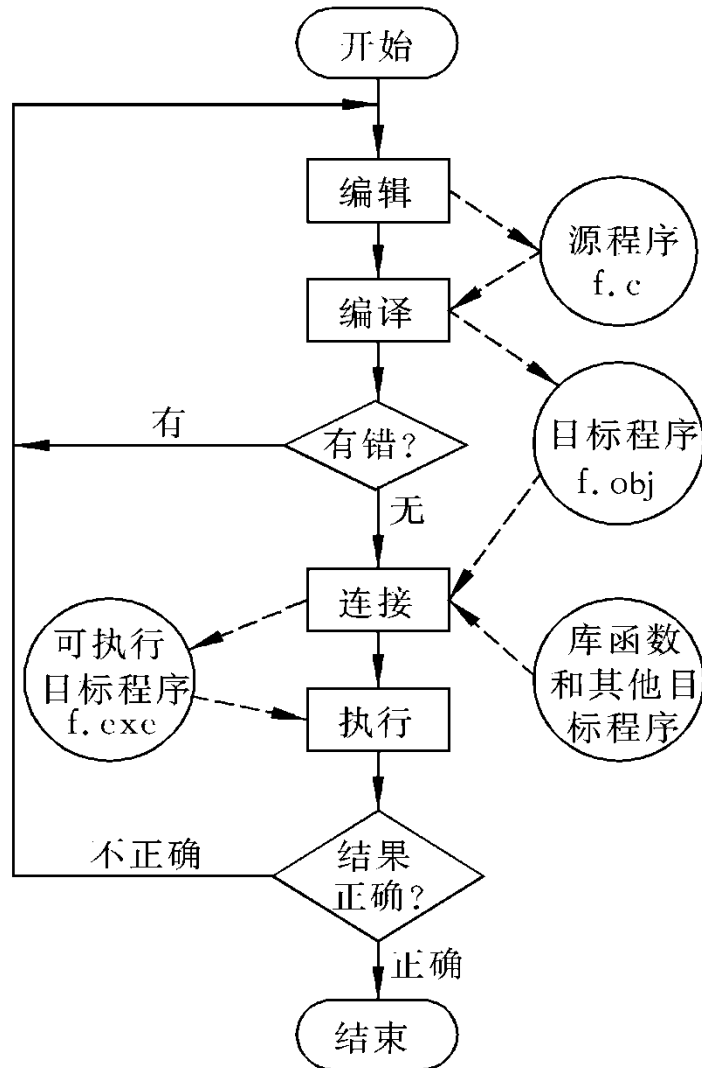 开始
编辑
源程序
f.c
编译
有
有错?
目标程序
f.obj
无
连接
可执行
目标程序
f.exe
库函数
和其他目
标程序
执行
不正确
结果
正确?
正确
结束